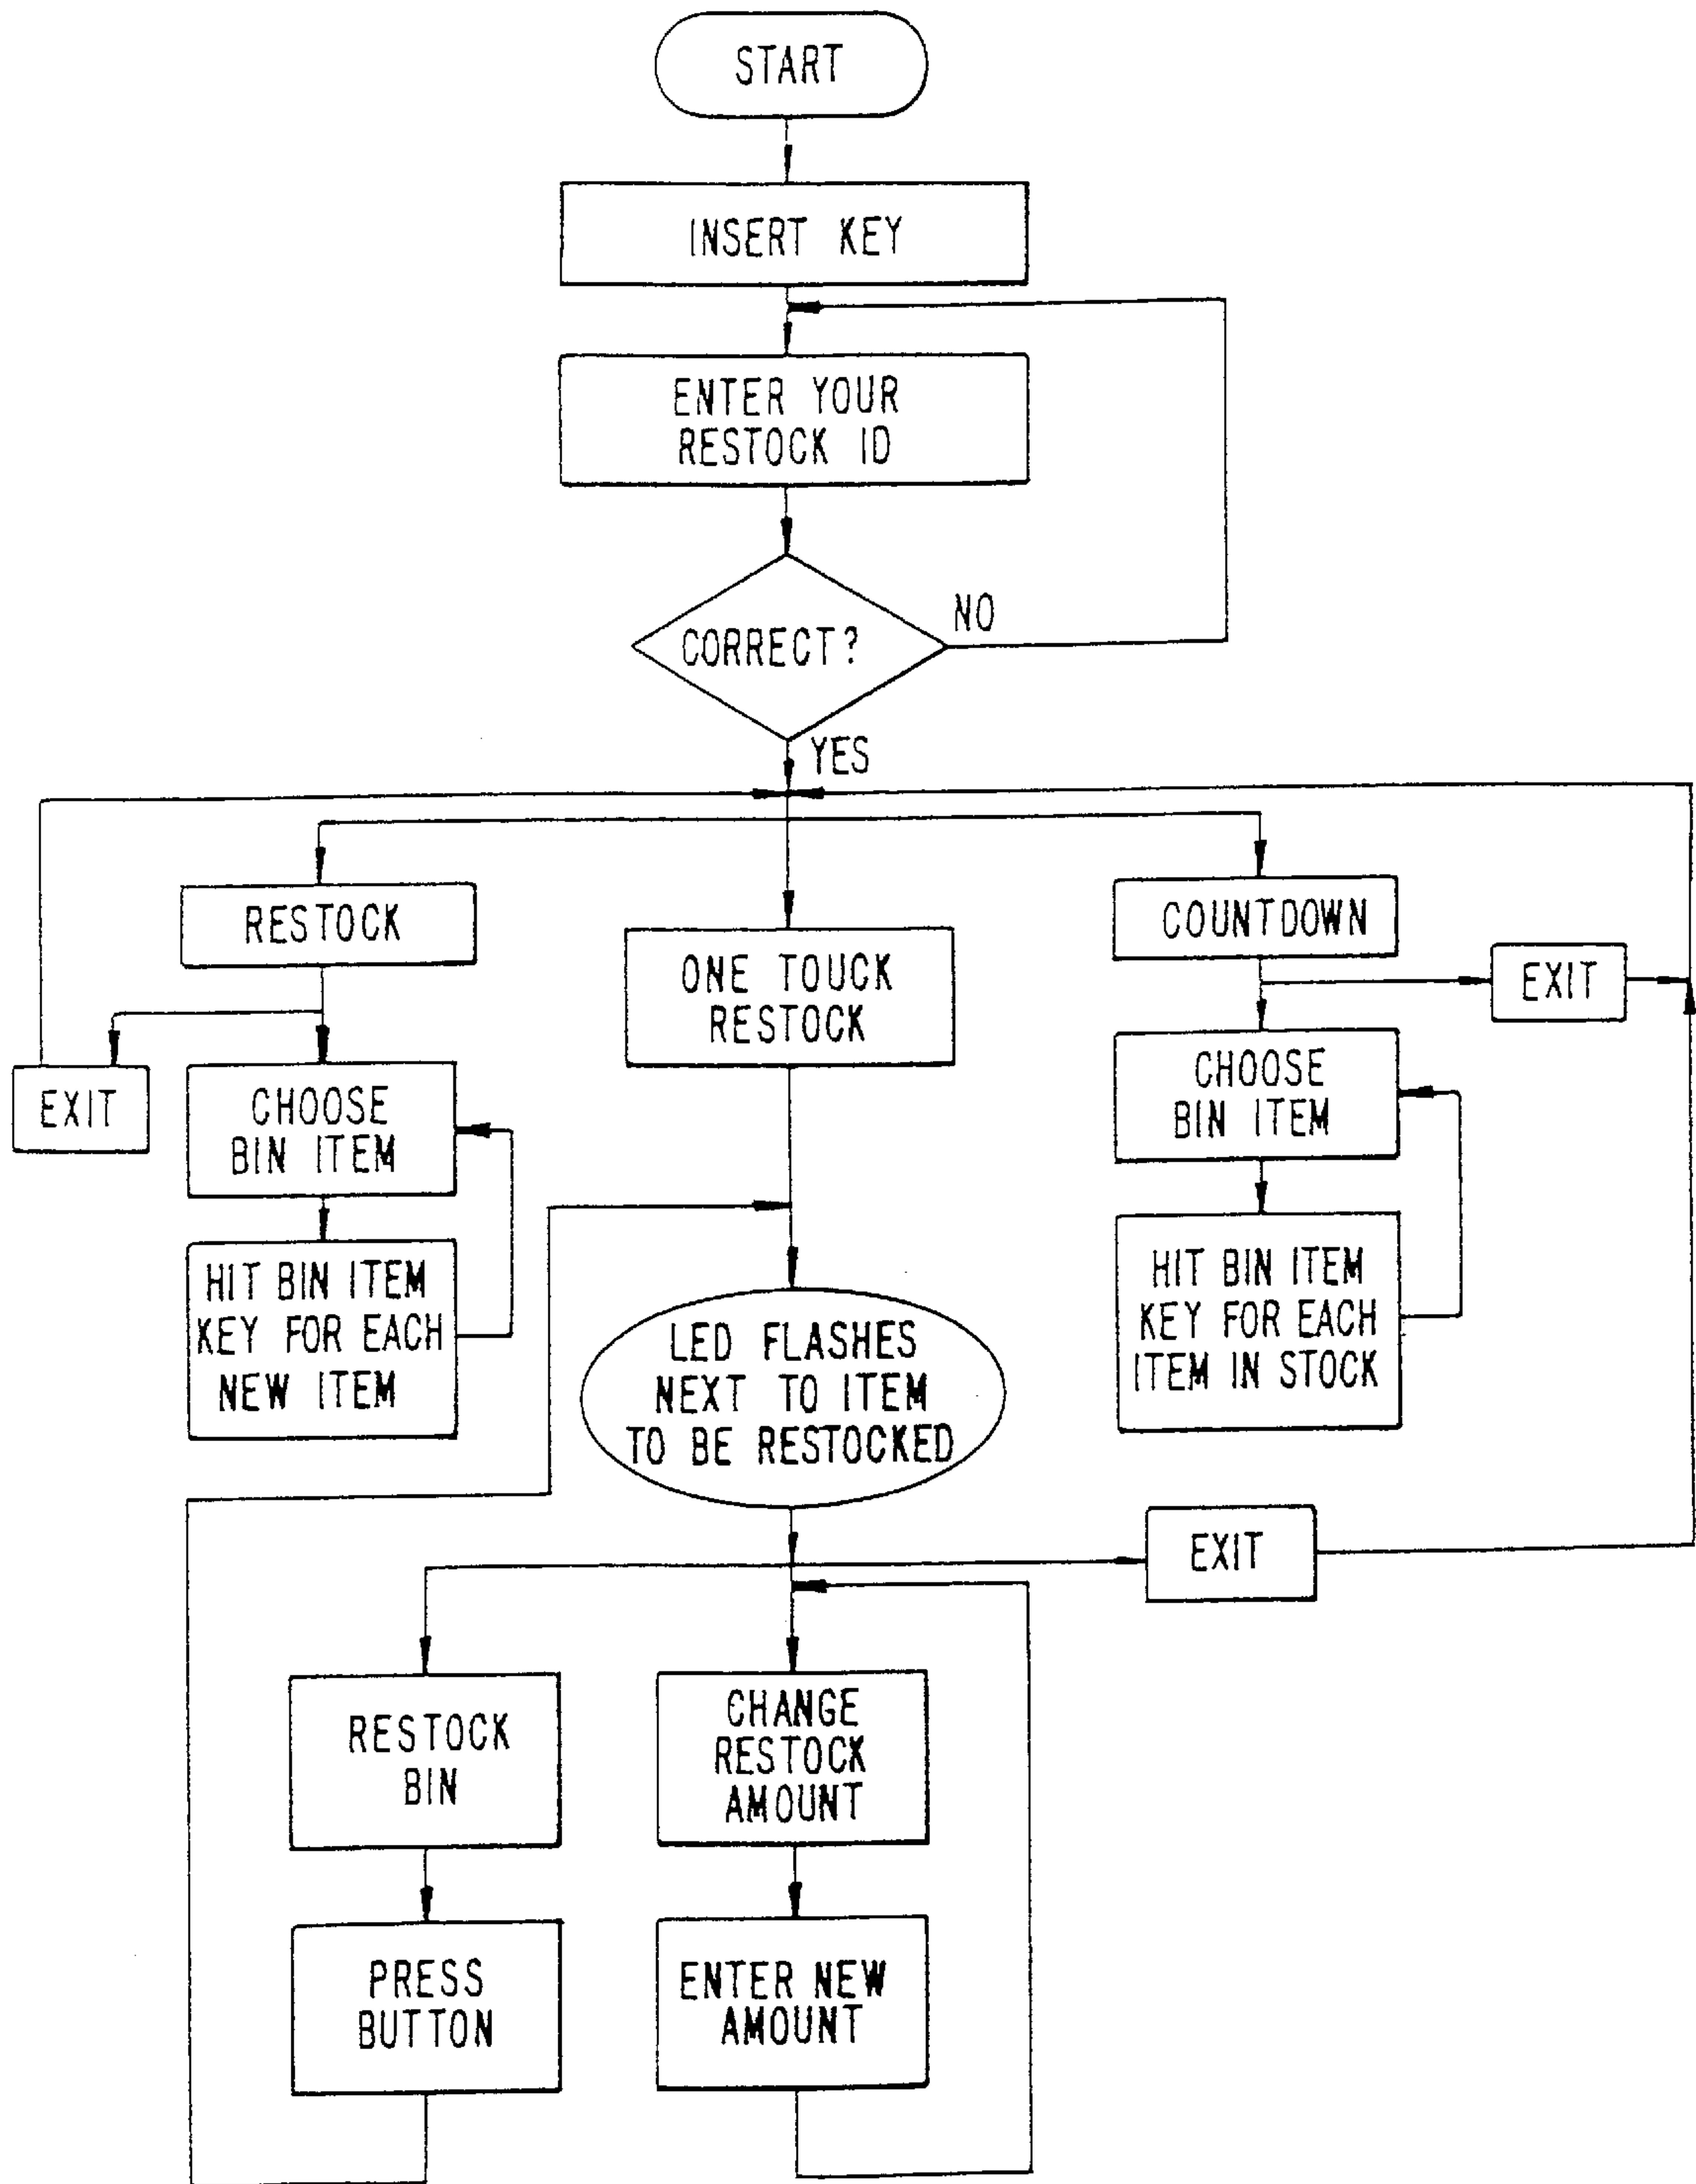 START
INSERT KEY
ENTER YOUR
RESTOCK ID
CORRECT?
NO
YES
RESTOCK
EXIT
CHOOSE
BIN ITEM
HIT BIN ITEM
KEY FOR EACH
NEW ITEM
ONE TOUCK
RESTOCK
COUNTDOWN
EXIT
CHOOSE
BIN ITEM
HIT BIN ITEM
KEY FOR EACH
ITEM IN STOCK
LED FLASHES
NEXT TO ITEM
TO BE RESTOCKED
EXIT
RESTOCK
BIN
PRESS
BUTTON
CHANGE
RESTOCK
AMOUNT
ENTER NEW
AMOUNT